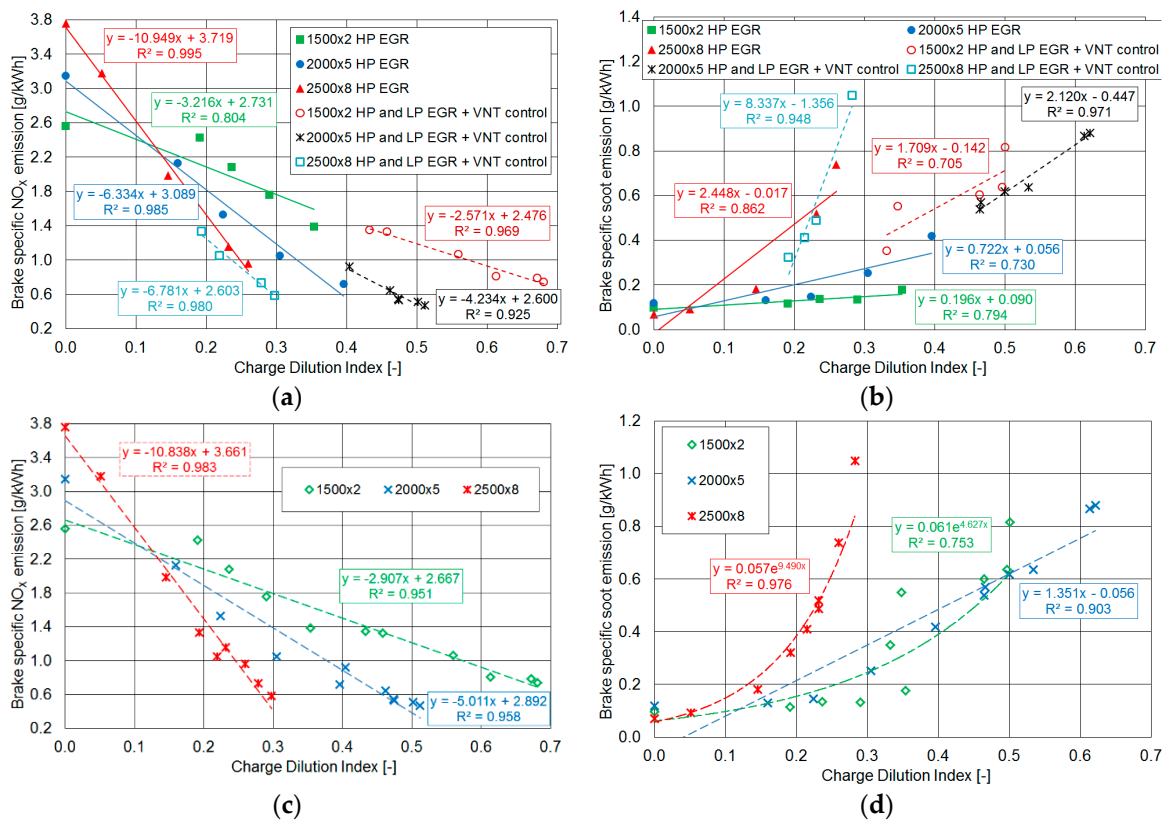 Brake specific NOX emission [g/kWh]
3.8
3.4
3.0
2.6
2.2
1.8
1.4
1.0
0.6
0.2
y = -10.949x + 3.719
R² = 0.995
1500x2 HP EGR
2000x5 HP EGR
2500x8 HP EGR
1500x2 HP and LP EGR + VNT control
2000x5 HP and LP EGR + VNT control
2500x8 HP and LP EGR + VNT control
y = -3.216x + 2.731
R² = 0.804
y = -6.334x + 3.089
R² = 0.985
y = -2.571x + 2.476
R² = 0.969
y = -6.781x + 2.603
R² = 0.980
y = -4.234x + 2.600
R² = 0.925
0.0 0.1 0.2 0.3 0.4 0.5 0.6 0.7
Charge Dilution Index [-]
(a)
Brake specific soot emission [g/kWh]
1.4
1.2
1.0
0.8
0.6
0.4
0.2
0.0
1500x2 HP EGR
2000x5 HP EGR
2500x8 HP EGR
1500x2 HP and LP EGR + VNT control
2000x5 HP and LP EGR + VNT control
2500x8 HP and LP EGR + VNT control
y = 8.337x - 1.356
R² = 0.948
y = 2.120x - 0.447
R² = 0.971
y = 1.709x - 0.142
R² = 0.705
y = 2.448x - 0.017
R² = 0.862
y = 0.722x + 0.056
R² = 0.730
y = 0.196x + 0.090
R² = 0.794
0.0 0.1 0.2 0.3 0.4 0.5 0.6 0.7
Charge Dilution Index [-]
(b)
Brake specific NOX emission [g/kWh]
3.8
3.4
3.0
2.6
2.2
1.8
1.4
1.0
0.6
0.2
y = -10.838x + 3.661
R² = 0.983
1500x2
2000x5
2500x8
y = -2.907x + 2.667
R² = 0.951
y = -5.011x + 2.892
R² = 0.958
0.0 0.1 0.2 0.3 0.4 0.5 0.6 0.7
Charge Dilution Index [-]
(c)
Brake specific soot emission [g/kWh]
1.2
1.0
0.8
0.6
0.4
0.2
0.0
1500x2
2000x5
2500x8
y = 0.061e^4.627x
R² = 0.753
y = 0.057e^9.490x
R² = 0.976
y = 1.351x - 0.056
R² = 0.903
0.0 0.1 0.2 0.3 0.4 0.5 0.6 0.7
Charge Dilution Index [-]
(d)